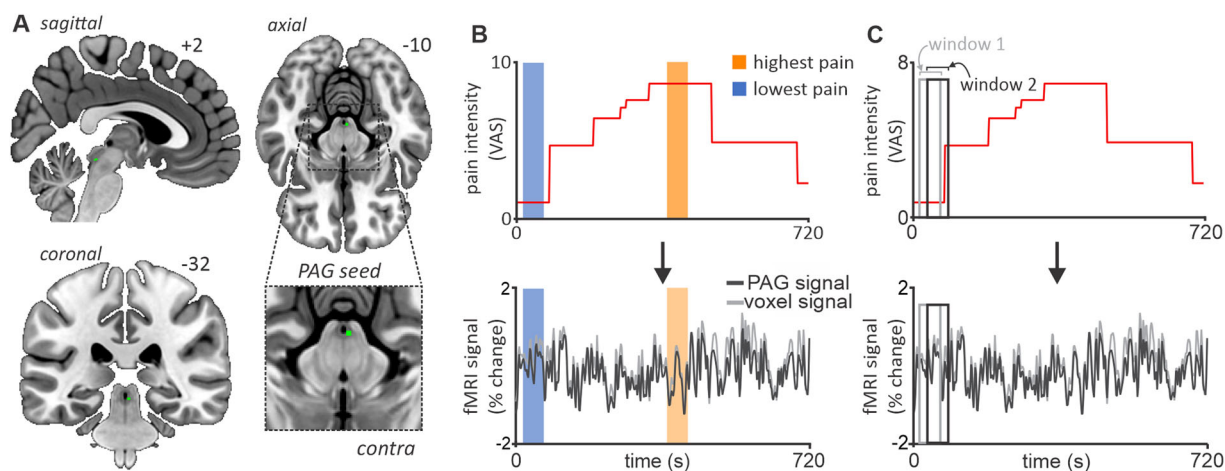 A
sagittal
+2
axial
-10
coronal
-32
PAG seed
contra
B
10
pain intensity
(VAS)
0
0
720
highest pain
lowest pain
2
fMRI signal
(% change)
-2
PAG signal
voxel signal
0
time (s)
720
C
window 1
window 2
8
pain intensity
(VAS)
0
0
720
2
fMRI signal
(% change)
-2
0
time (s)
720